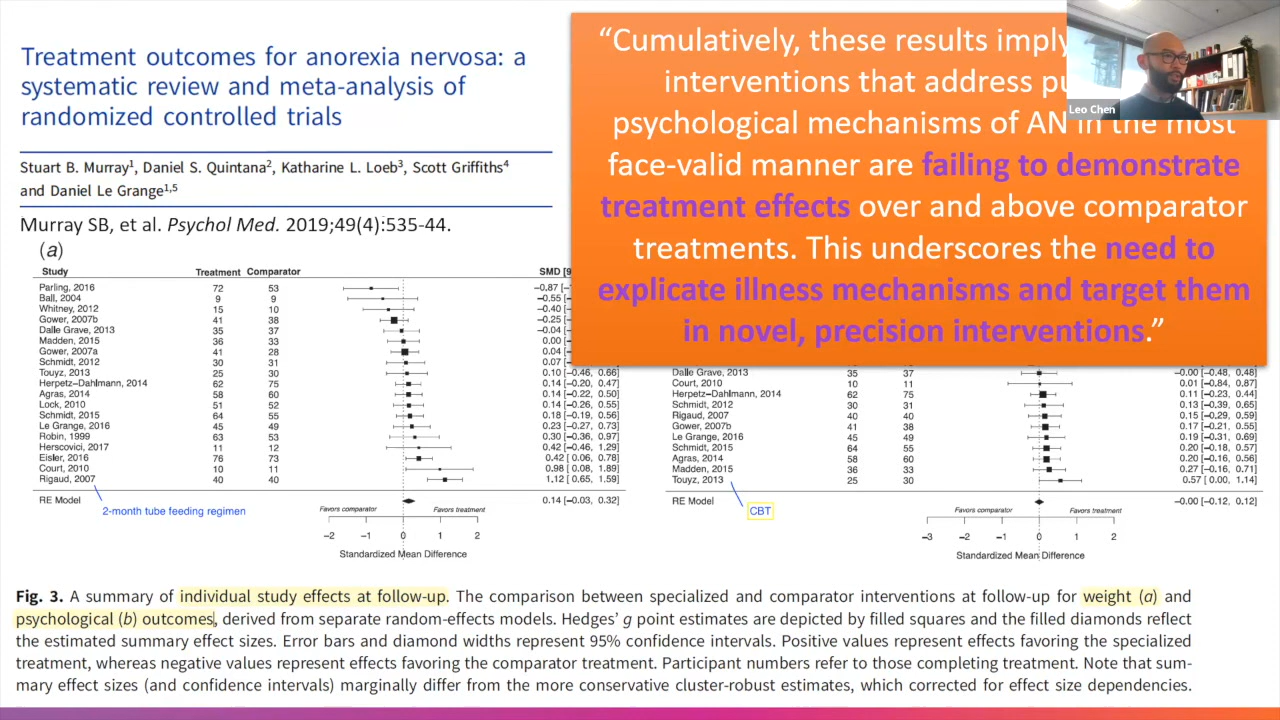 Treatment outcomes for anorexia nervosa: a
systematic review and meta-analysis of
randomized controlled trials
Stuart B. Murray¹, Daniel S. Quintana², Katharine L. Loeb³, Scott Griffiths⁴
and Daniel Le Grange¹,⁵
Murray SB, et al. Psychol Med. 2019;49(4):535-44.
“Cumulatively, these results imply
interventions that address
psychological mechanisms of AN in the most
face-valid manner are failing to demonstrate
treatment effects over and above comparator
treatments. This underscores the need to
explicate illness mechanisms and target them
in novel, precision interventions.”
Leo Chen
(a)
Study Treatment Comparator SMD
Parling, 2016 72 53 −0.87
Ball, 2004 9 9 −0.55
Whitney, 2012 15 10 −0.40
Gower, 2007b 41 38 −0.25
Dalle Grave, 2013 35 37 −0.04
Madden, 2015 36 33 0.00
Gower, 2007a 41 28 0.04
Schmidt, 2012 30 31 0.07
Touyz, 2013 25 30 0.10 [−0.46, 0.66]
Herpetz−Dahlmann, 2014 62 75 0.14 [−0.20, 0.47]
Agras, 2014 58 60 0.14 [−0.22, 0.50]
Lock, 2010 51 52 0.14 [−0.26, 0.55]
Schmidt, 2015 64 55 0.18 [−0.19, 0.56]
Le Grange, 2016 45 49 0.23 [−0.27, 0.73]
Robin, 1999 63 53 0.30 [−0.36, 0.97]
Herscovici, 2017 11 12 0.42 [−0.46, 1.29]
Eisler, 2016 76 73 0.42 [0.06, 0.78]
Court, 2010 10 11 0.98 [ 0.08, 1.89]
Rigaud, 2007 40 40 1.12 [0.65, 1.59]
RE Model 0.14 [−0.03, 0.32]
2-month tube feeding regimen
Favors comparator Favors treatment
−2 −1 0 1 2
Standardized Mean Difference
Dalle Grave, 2013 35 37 −0.00 [−0.48, 0.48]
Court, 2010 10 11 0.01 [−0.84, 0.87]
Herpetz−Dahlmann, 2014 62 75 0.11 [−0.23, 0.44]
Schmidt, 2012 30 31 0.13 [−0.39, 0.65]
Rigaud, 2007 40 40 0.15 [−0.29, 0.59]
Gower, 2007b 41 38 0.17 [−0.21, 0.55]
Le Grange, 2016 45 49 0.19 [−0.31, 0.69]
Schmidt, 2015 64 55 0.20 [−0.18, 0.57]
Agras, 2014 58 60 0.20 [−0.16, 0.56]
Madden, 2015 36 33 0.27 [−0.16, 0.71]
Touyz, 2013 25 30 0.57 [ 0.00, 1.14]
RE Model −0.00 [−0.12, 0.12]
CBT
Favors comparator Favors treatment
−3 −2 −1 0 1 2
Standardized Mean Difference
Fig. 3. A summary of individual study effects at follow-up. The comparison between specialized and comparator interventions at follow-up for weight (a) and
psychological (b) outcomes, derived from separate random-effects models. Hedges’ g point estimates are depicted by filled squares and the filled diamonds reflect
the estimated summary effect sizes. Error bars and diamond widths represent 95% confidence intervals. Positive values represent effects favoring the specialized
treatment, whereas negative values represent effects favoring the comparator treatment. Participant numbers refer to those completing treatment. Note that sum-
mary effect sizes (and confidence intervals) marginally differ from the more conservative cluster-robust estimates, which corrected for effect size dependencies.